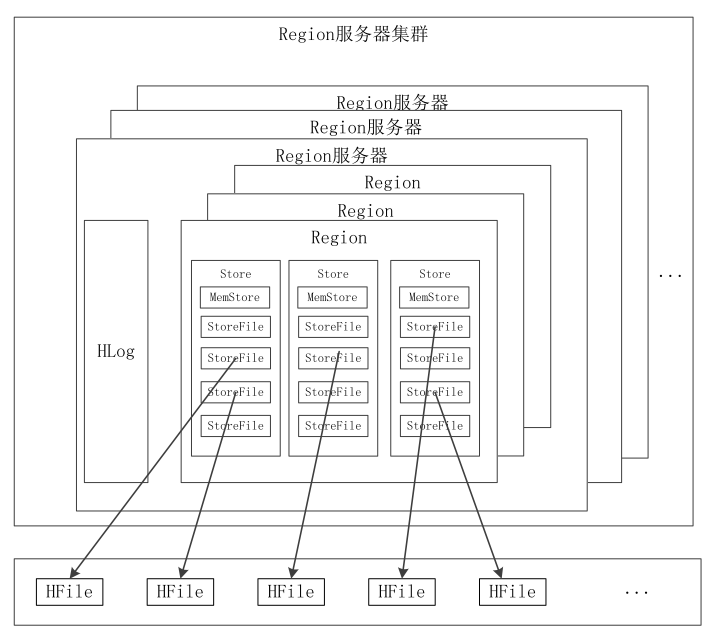 Region服务器集群
Region服务器
Region服务器
Region服务器
Region
Region
Region
...
HLog
Store Store Store
MemStore MemStore MemStore
StoreFile StoreFile StoreFile
StoreFile StoreFile StoreFile
StoreFile StoreFile StoreFile
StoreFile StoreFile StoreFile
HFile HFile HFile HFile HFile ...